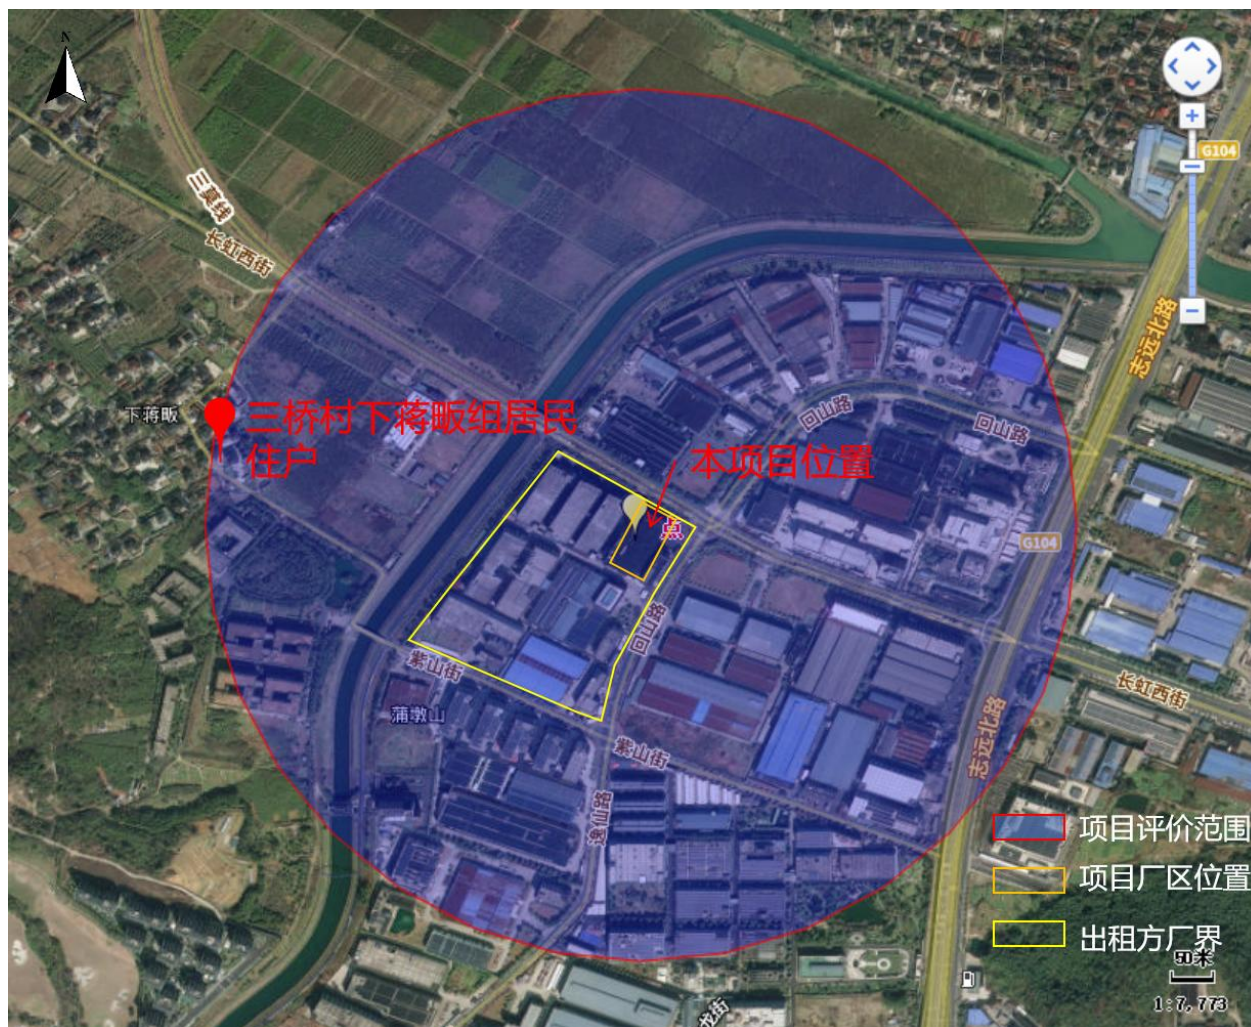 N
G104
三莫线
长虹西街
志远北路
下蒋畈
三桥村下蒋畈组居民
住户
回山路
回山路
本项目位置
点
G104
回山路
紫山街
长虹西街
蒲墩山
紫山街
志远北路
逸仙路
项目评价范围
项目厂区位置
出租方厂界
50米
1:7,773